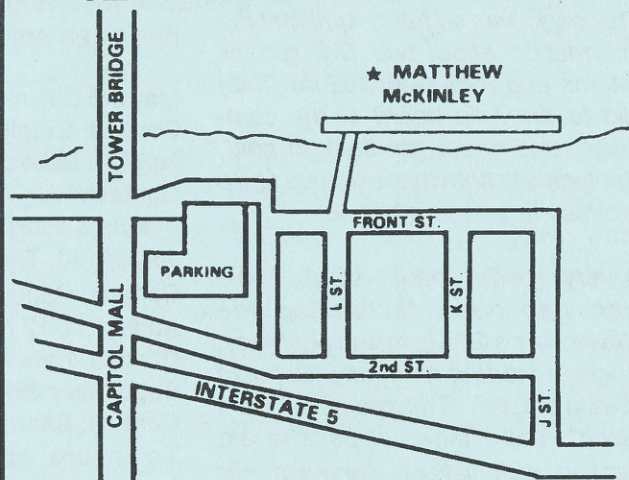 TOWER BRIDGE
★ MATTHEW
McKINLEY
FRONT ST.
PARKING
L ST.
K ST.
2nd ST.
CAPITOL MALL
INTERSTATE 5
J ST.